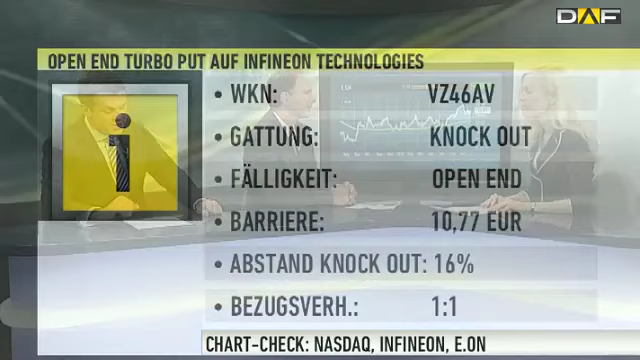 DAF
OPEN END TURBO PUT AUF INFINEON TECHNOLOGIES
i
• WKN: VZ46AV
• GATTUNG: KNOCK OUT
• FÄLLIGKEIT: OPEN END
• BARRIERE: 10,77 EUR
• ABSTAND KNOCK OUT: 16%
• BEZUGSVERH.: 1:1
CHART-CHECK: NASDAQ, INFINEON, E.ON